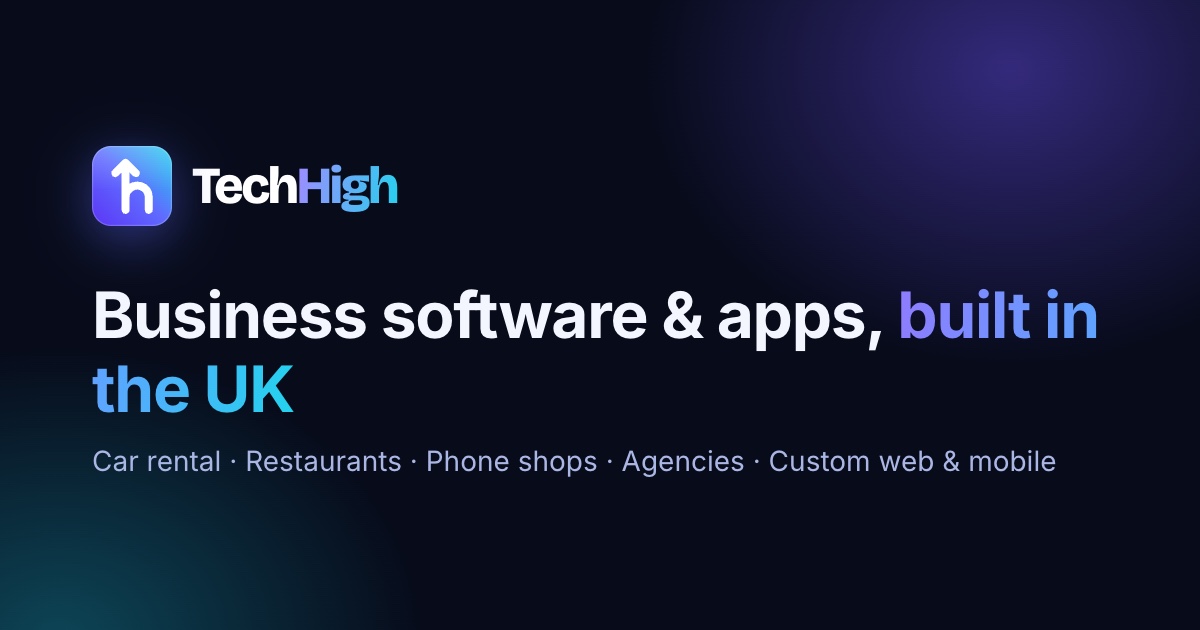 TechHigh
Business software & apps, built in
the UK
Car rental · Restaurants · Phone shops · Agencies · Custom web & mobile